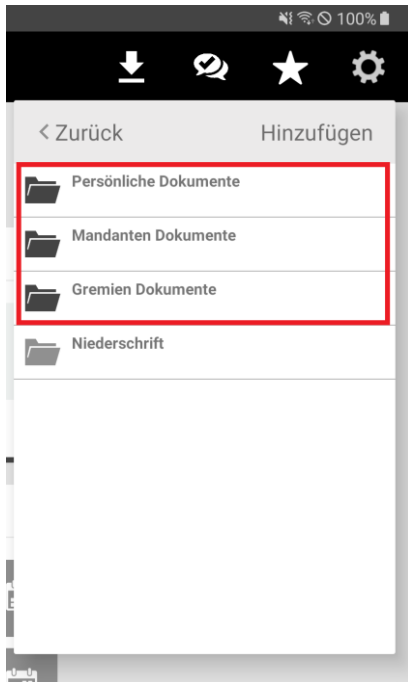 100%
< Zurück Hinzufügen
Persönliche Dokumente
Mandanten Dokumente
Gremien Dokumente
Niederschrift